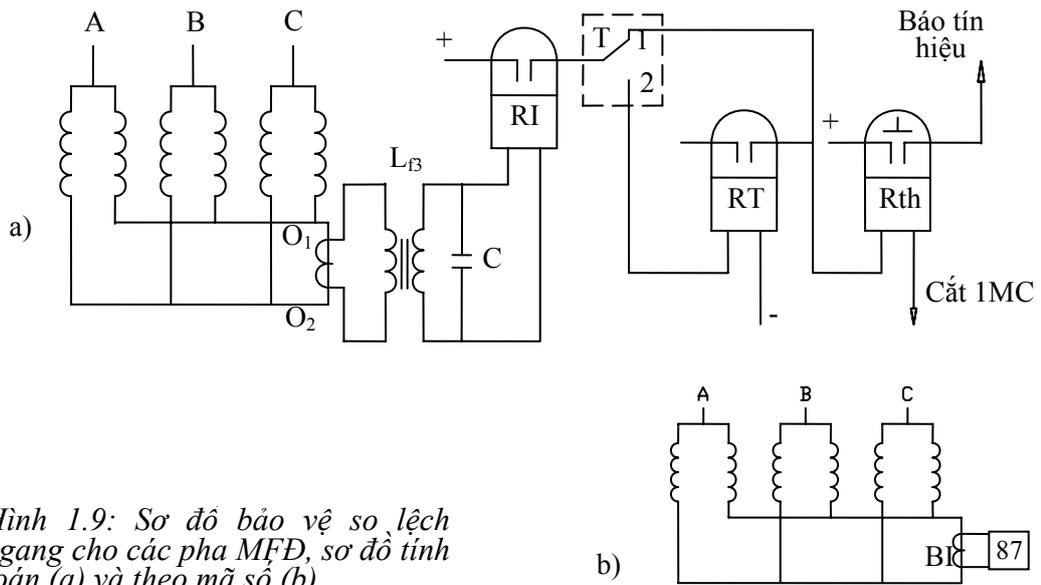 A B C
Báo tín
hiệu
+
T 1
2
RI
+
RT
Rth
L f3
C
a)
O1
O2
-
Cắt 1MC
A B C
Hình 1.9: Sơ đồ bảo vệ so lệch
ngang cho các pha MFĐ, sơ đồ tính
toán (a) và theo mã số (b)
b)
BI 87